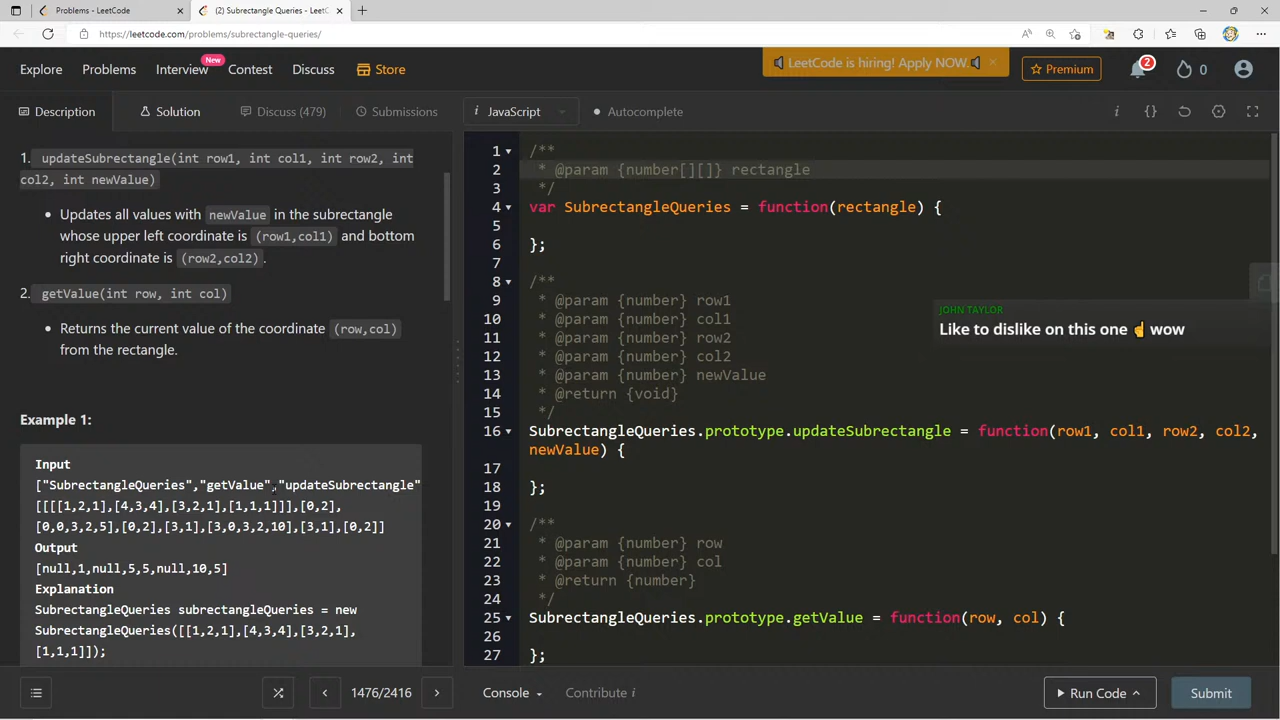 Problems - LeetCode
(2) Subrectangle Queries - LeetC
https://leetcode.com/problems/subrectangle-queries/
Explore
Problems
Interview
New
Contest
Discuss
Store
LeetCode is hiring! Apply NOW.
Premium
2
0
Description
Solution
Discuss (479)
Submissions
i JavaScript
Autocomplete
1. updateSubrectangle(int row1, int col1, int row2, int
col2, int newValue)
• Updates all values with newValue in the subrectangle
whose upper left coordinate is (row1,col1) and bottom
right coordinate is (row2,col2).
2. getValue(int row, int col)
• Returns the current value of the coordinate (row,col)
from the rectangle.
Example 1:
Input
["SubrectangleQueries","getValue","updateSubrectangle"
[[[[1,2,1],[4,3,4],[3,2,1],[1,1,1]]],[0,2],
[0,0,3,2,5],[0,2],[3,1],[3,0,3,2,10],[3,1],[0,2]]
Output
[null,1,null,5,5,null,10,5]
Explanation
SubrectangleQueries subrectangleQueries = new
SubrectangleQueries([[1,2,1],[4,3,4],[3,2,1],
[1,1,1]]);
1 /**
2 * @param {number[][]} rectangle
3 */
4 var SubrectangleQueries = function(rectangle) {
5
6 };
7
8 /**
9 * @param {number} row1
10 * @param {number} col1
11 * @param {number} row2
12 * @param {number} col2
13 * @param {number} newValue
14 * @return {void}
15 */
16 SubrectangleQueries.prototype.updateSubrectangle = function(row1, col1, row2, col2,
newValue) {
17
18 };
19
20 /**
21 * @param {number} row
22 * @param {number} col
23 * @return {number}
24 */
25 SubrectangleQueries.prototype.getValue = function(row, col) {
26
27 };
JOHN TAYLOR
Like to dislike on this one ☝ wow
1476/2416
Console
Contribute i
Run Code
Submit